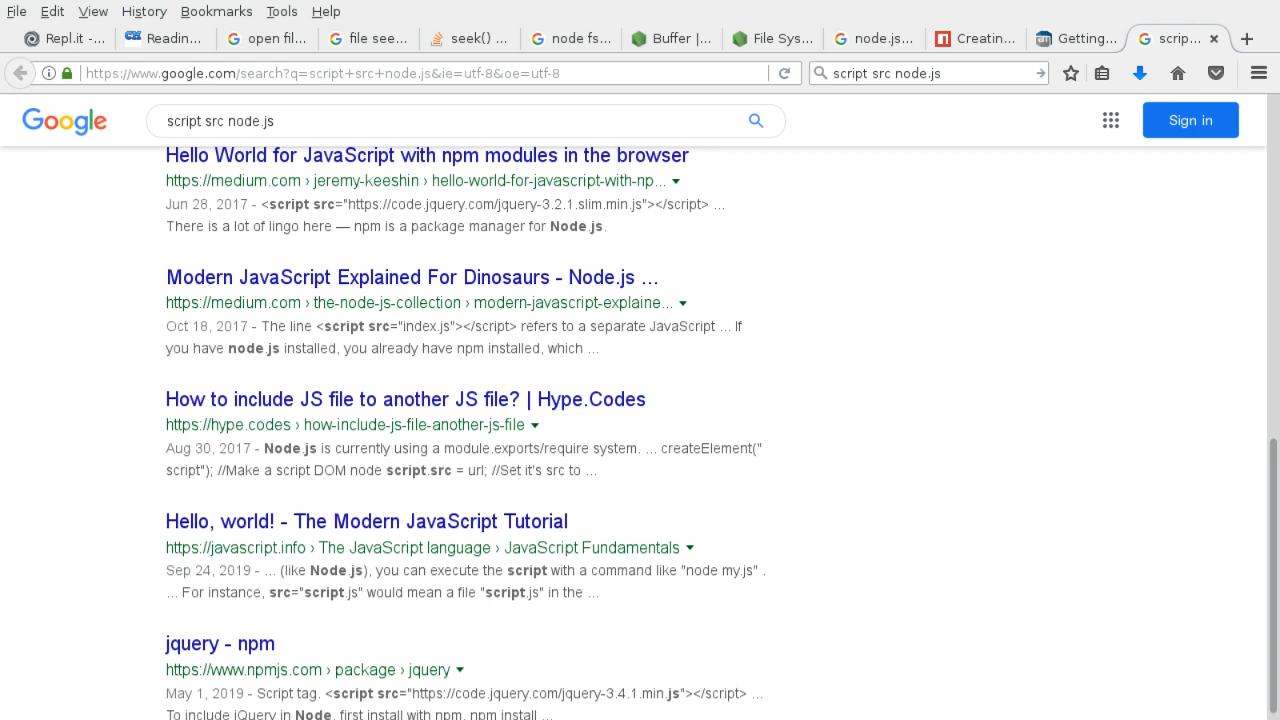 File Edit View History Bookmarks Tools Help
Repl.it -... Readin... open fil... file see... seek() ... node fs... Buffer |... File Sys... node.js... Creatin... Getting... scrip...
https://www.google.com/search?q=script+src+node.js&ie=utf-8&oe=utf-8 script src node.js
Google script src node.js Sign in
Hello World for JavaScript with npm modules in the browser
https://medium.com › jeremy-keeshin › hello-world-for-javascript-with-np...
Jun 28, 2017 - <script src="https://code.jquery.com/jquery-3.2.1.slim.min.js"></script> ...
There is a lot of lingo here — npm is a package manager for Node.js.
Modern JavaScript Explained For Dinosaurs - Node.js ...
https://medium.com › the-node-js-collection › modern-javascript-explaine...
Oct 18, 2017 - The line <script src="index.js"></script> refers to a separate JavaScript ... If
you have node.js installed, you already have npm installed, which ...
How to include JS file to another JS file? | Hype.Codes
https://hype.codes › how-include-js-file-another-js-file
Aug 30, 2017 - Node.js is currently using a module.exports/require system. ... createElement("
script"); //Make a script DOM node script.src = url; //Set it's src to ...
Hello, world! - The Modern JavaScript Tutorial
https://javascript.info › The JavaScript language › JavaScript Fundamentals
Sep 24, 2019 - ... (like Node.js), you can execute the script with a command like "node my.js" .
... For instance, src="script.js" would mean a file "script.js" in the ...
jquery - npm
https://www.npmjs.com › package › jquery
May 1, 2019 - Script tag. <script src="https://code.jquery.com/jquery-3.4.1.min.js"></script> ...
To include jQuery in Node, first install with npm. npm install ...